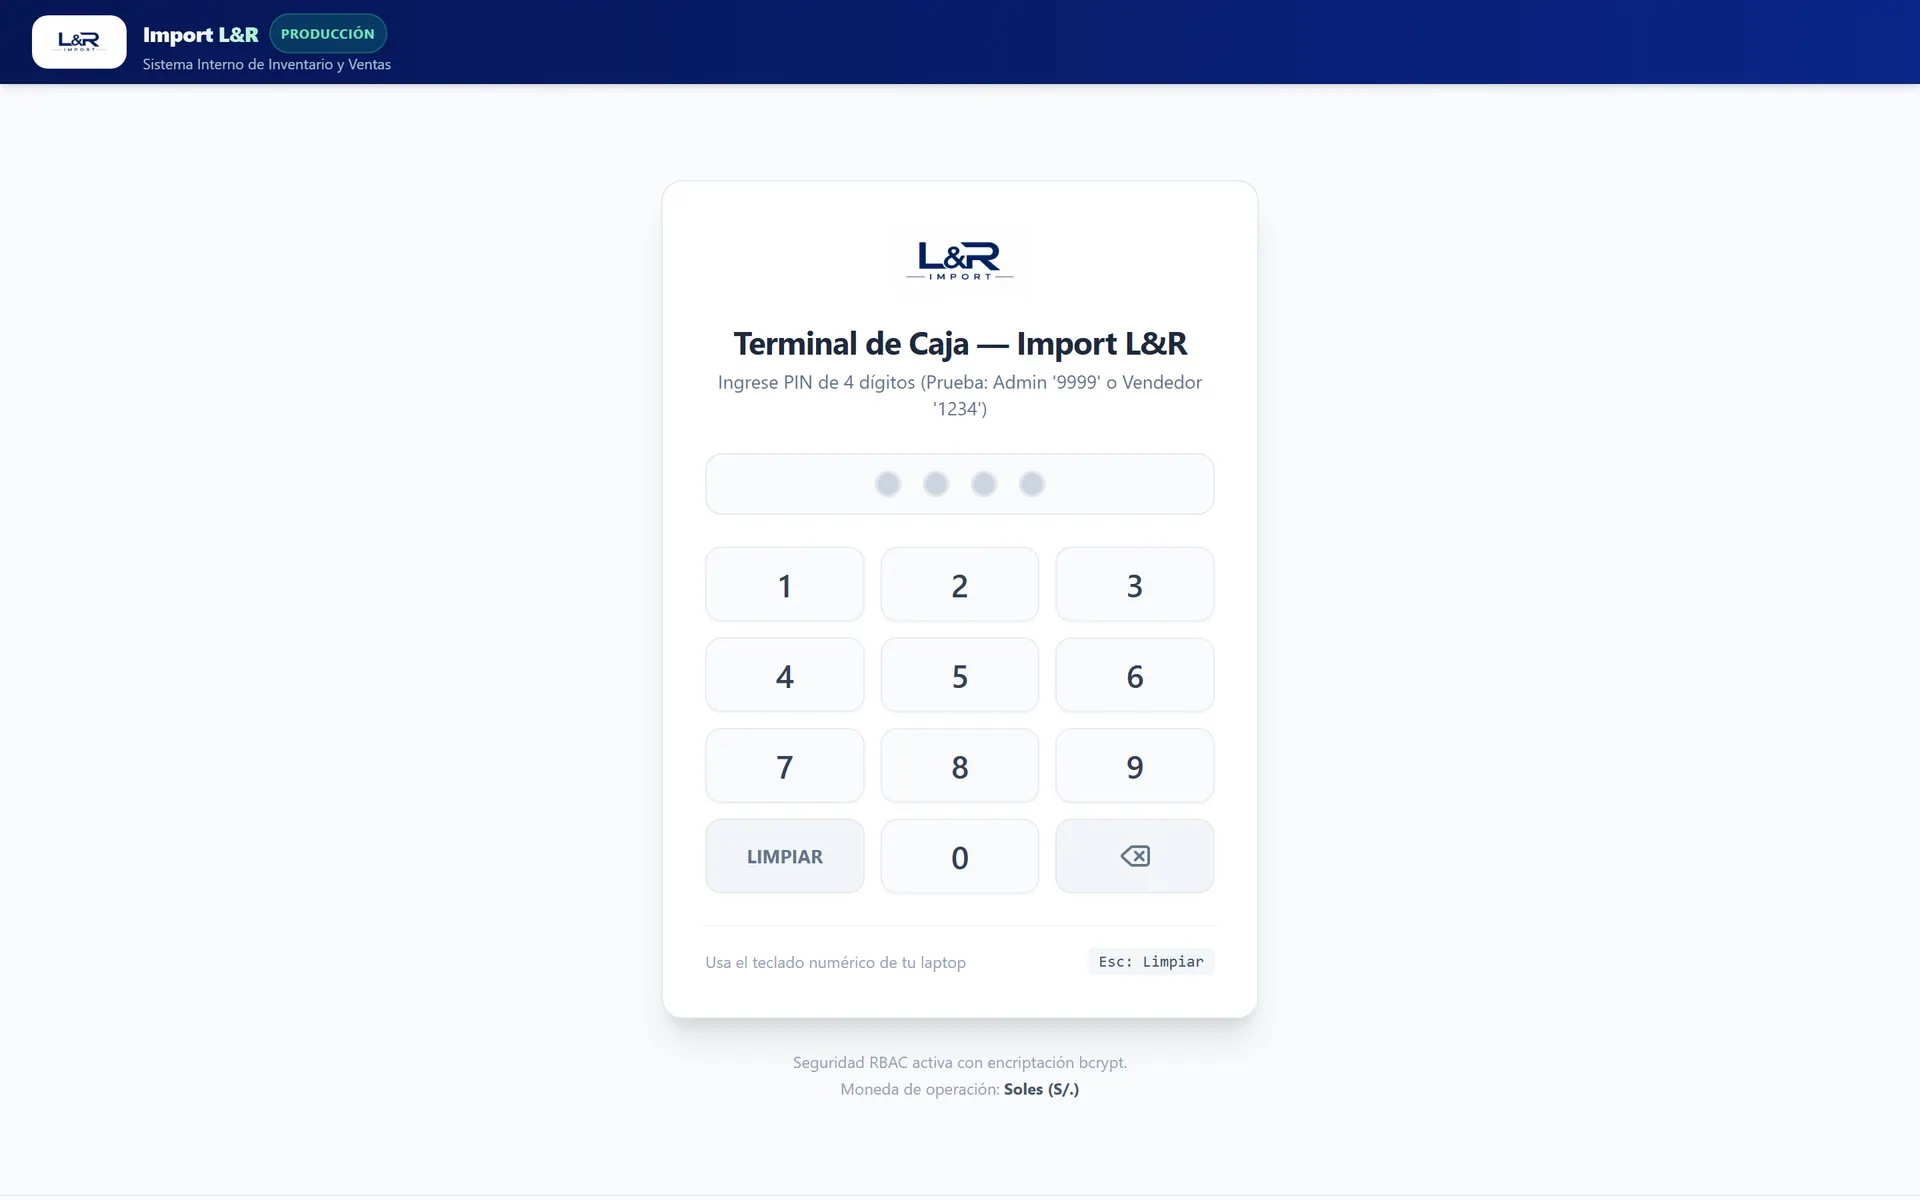 L&R
IMPORT
Import L&R
PRODUCCIÓN
Sistema Interno de Inventario y Ventas
L&R
IMPORT
Terminal de Caja — Import L&R
Ingrese PIN de 4 dígitos (Prueba: Admin '9999' o Vendedor
'1234')
1 2 3
4 5 6
7 8 9
LIMPIAR 0
Usa el teclado numérico de tu laptop
Esc: Limpiar
Seguridad RBAC activa con encriptación bcrypt.
Moneda de operación: Soles (S/.)